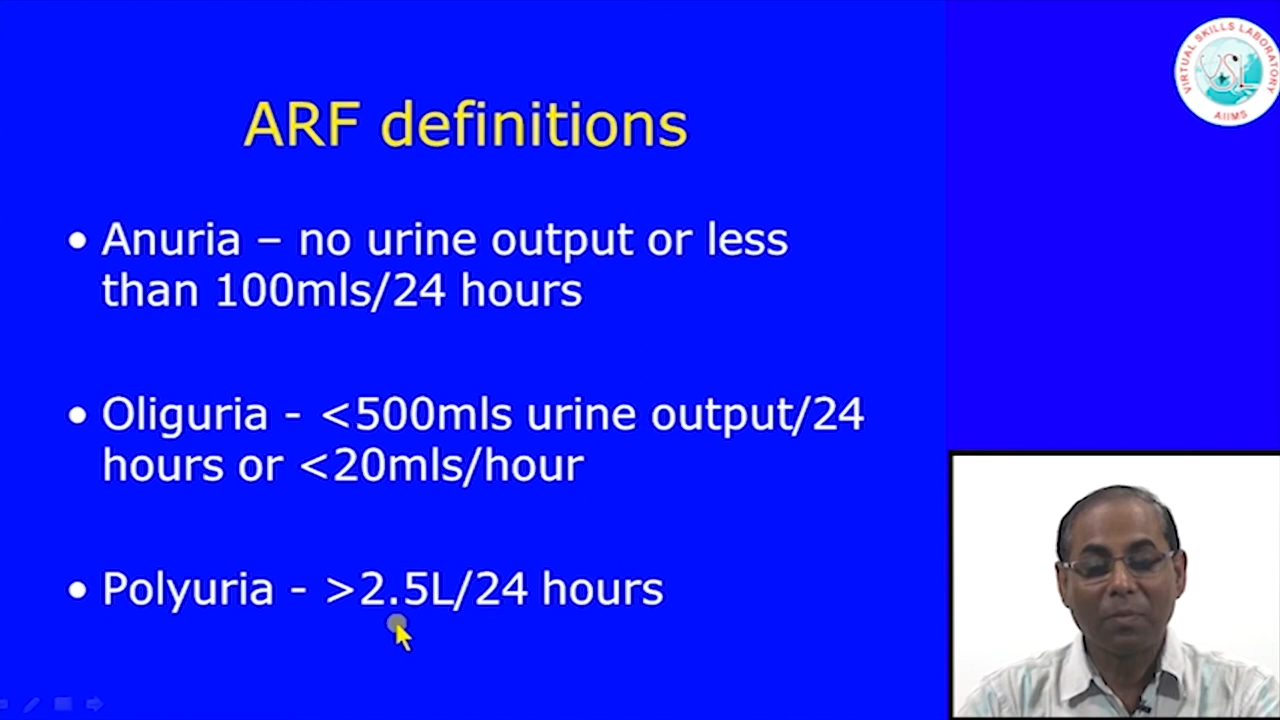 ARF definitions
• Anuria – no urine output or less
than 100mls/24 hours
• Oliguria - <500mls urine output/24
hours or <20mls/hour
• Polyuria - >2.5L/24 hours
VIRTUAL SKILLS LABORATORY
VSL
AIIMS